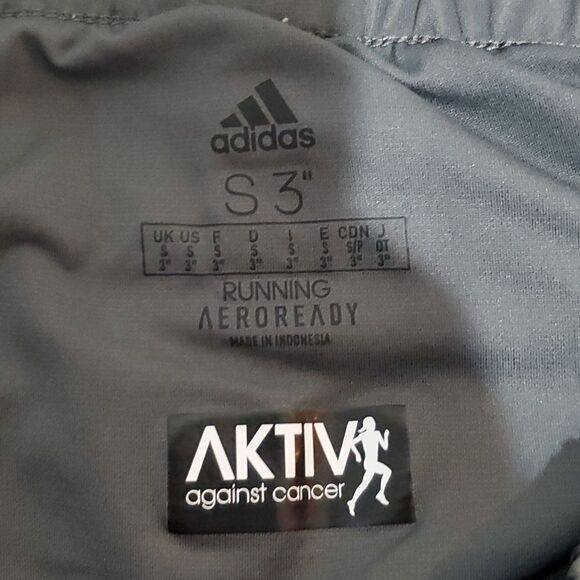 adidas
S 3"
UK US F D I E CDN J
S S S S S S S/P OT
3" 3" 3" 3" 3" 3" 3" 3"
RUNNING
AEROREADY
MADE IN INDONESIA
AKTIV
against cancer